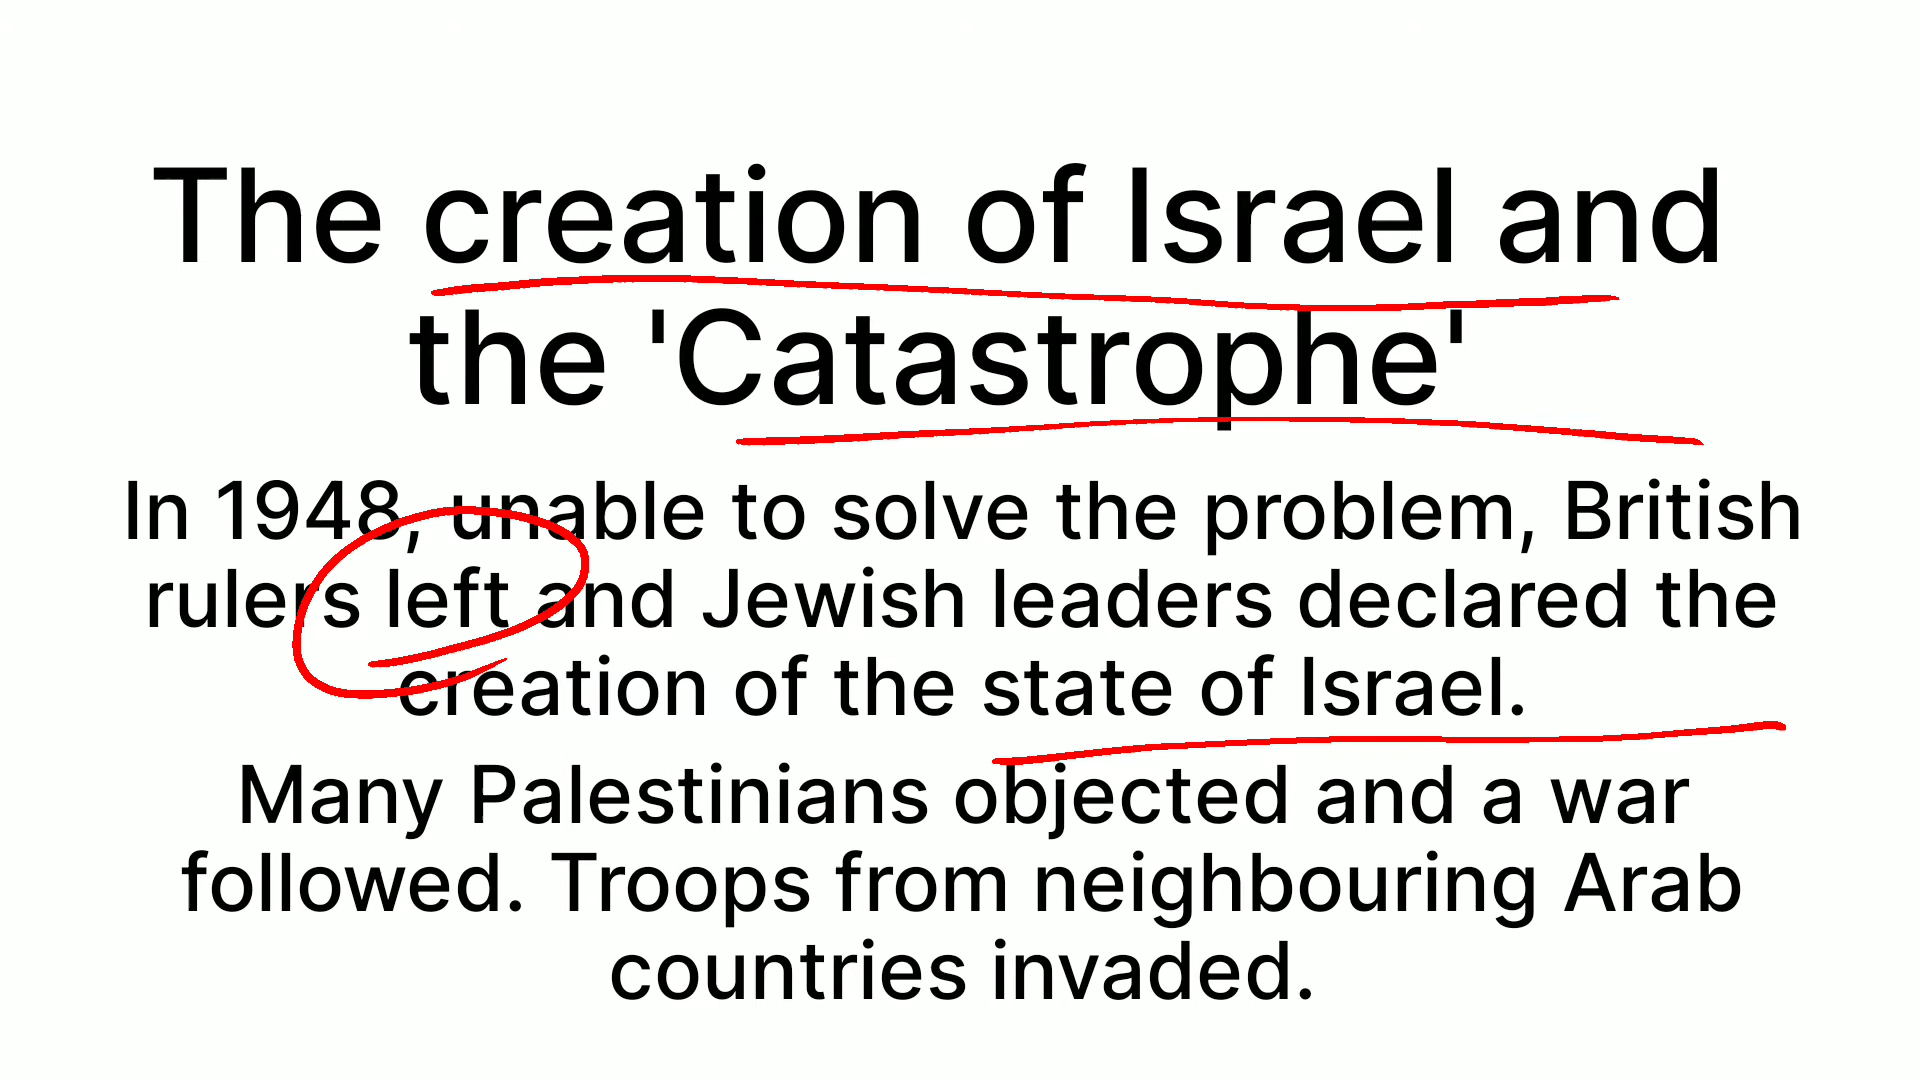 The creation of Israel and
the 'Catastrophe'
In 1948, unable to solve the problem, British
rulers left and Jewish leaders declared the
creation of the state of Israel.
Many Palestinians objected and a war
followed. Troops from neighbouring Arab
countries invaded.